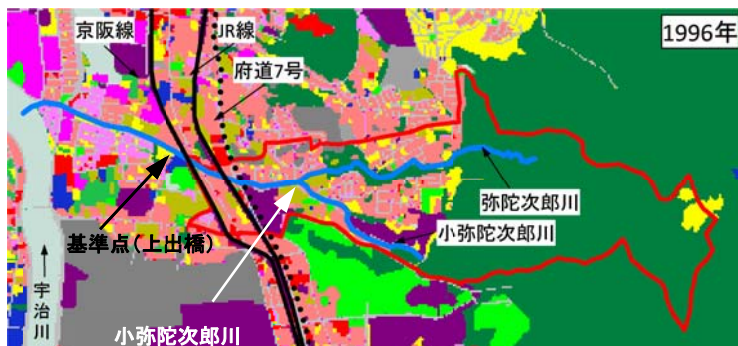 京阪線
JR線
1996年
府道7号
弥陀次郎川
基準点(上出橋)
小弥陀次郎川
宇治川
小弥陀次郎川